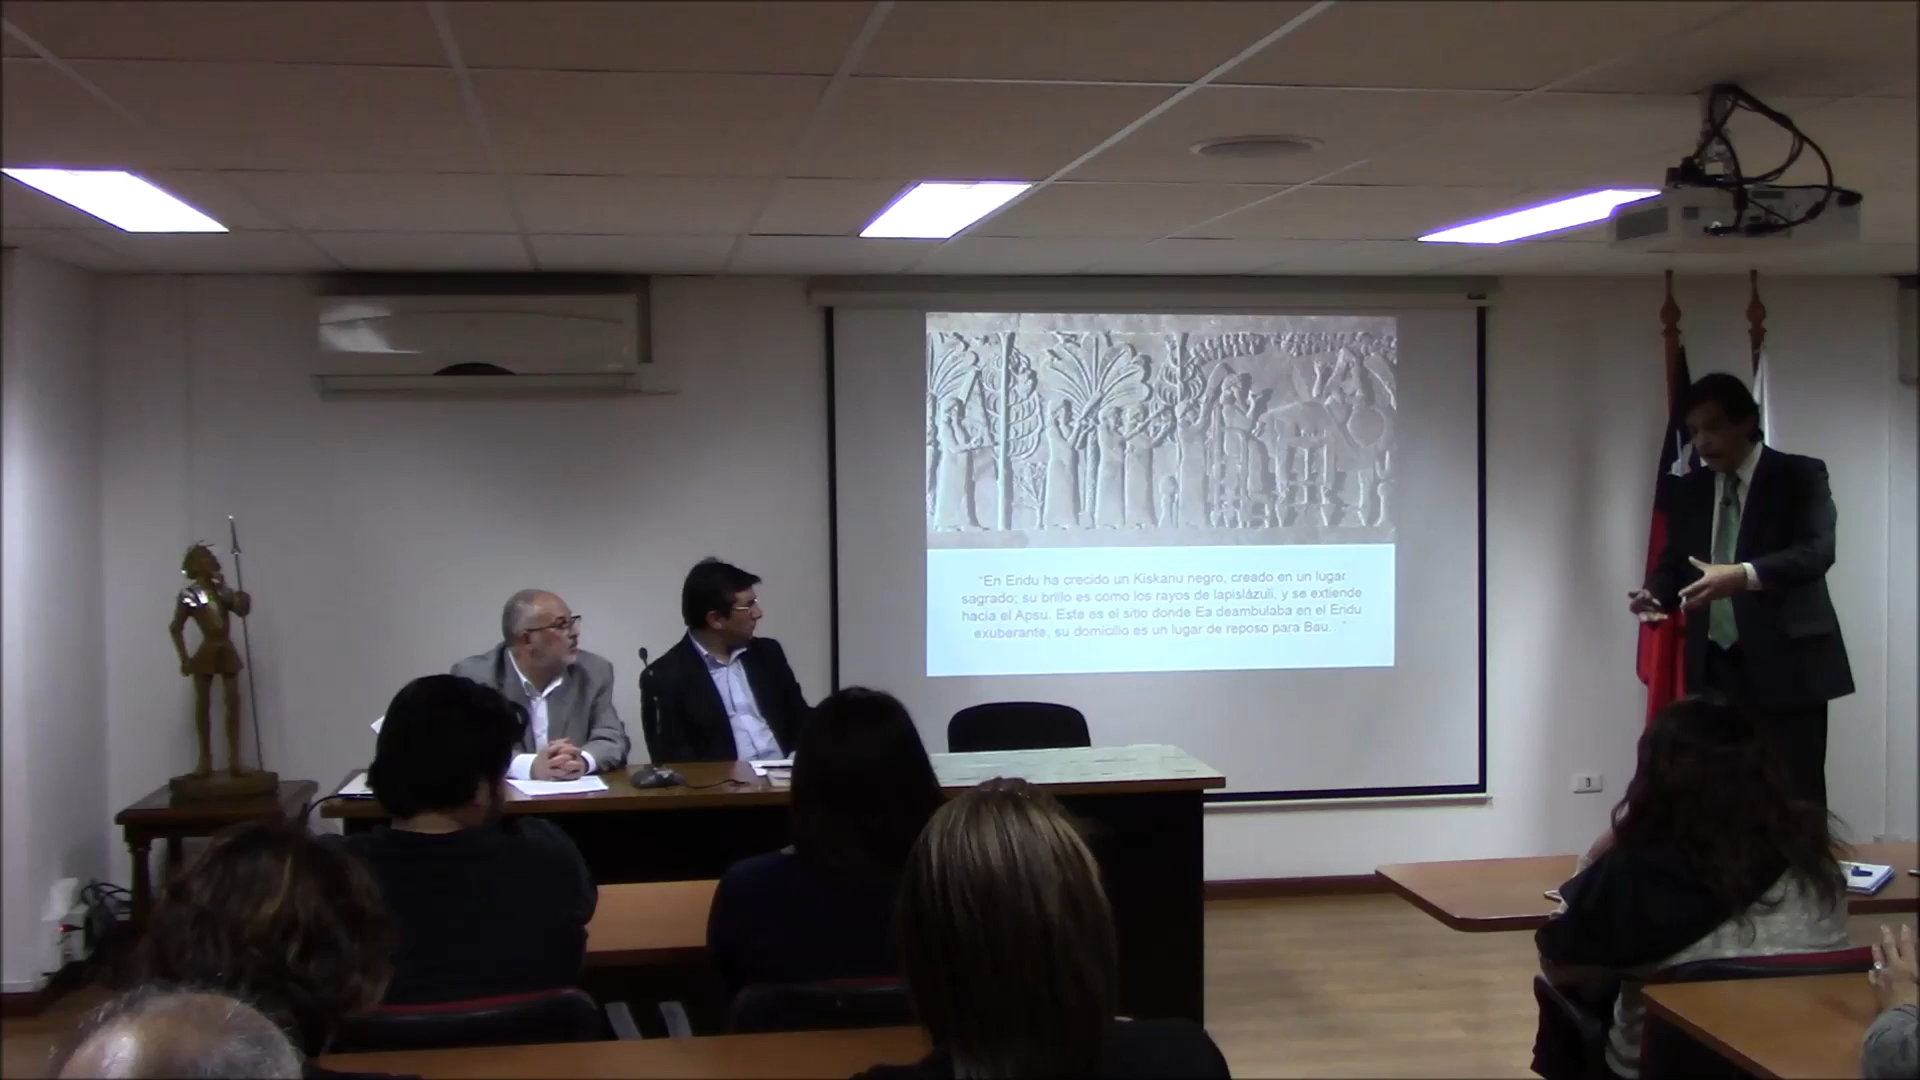 "En Eridu ha crecido un Kiskanu negro, creado en un lugar
sagrado; su brillo es como los rayos de lapislázuli, y se extiende
hacia el Apsu. Este es el sitio donde Ea deambulaba en el Eridu
exuberante, su domicilio es un lugar de reposo para Bau..."